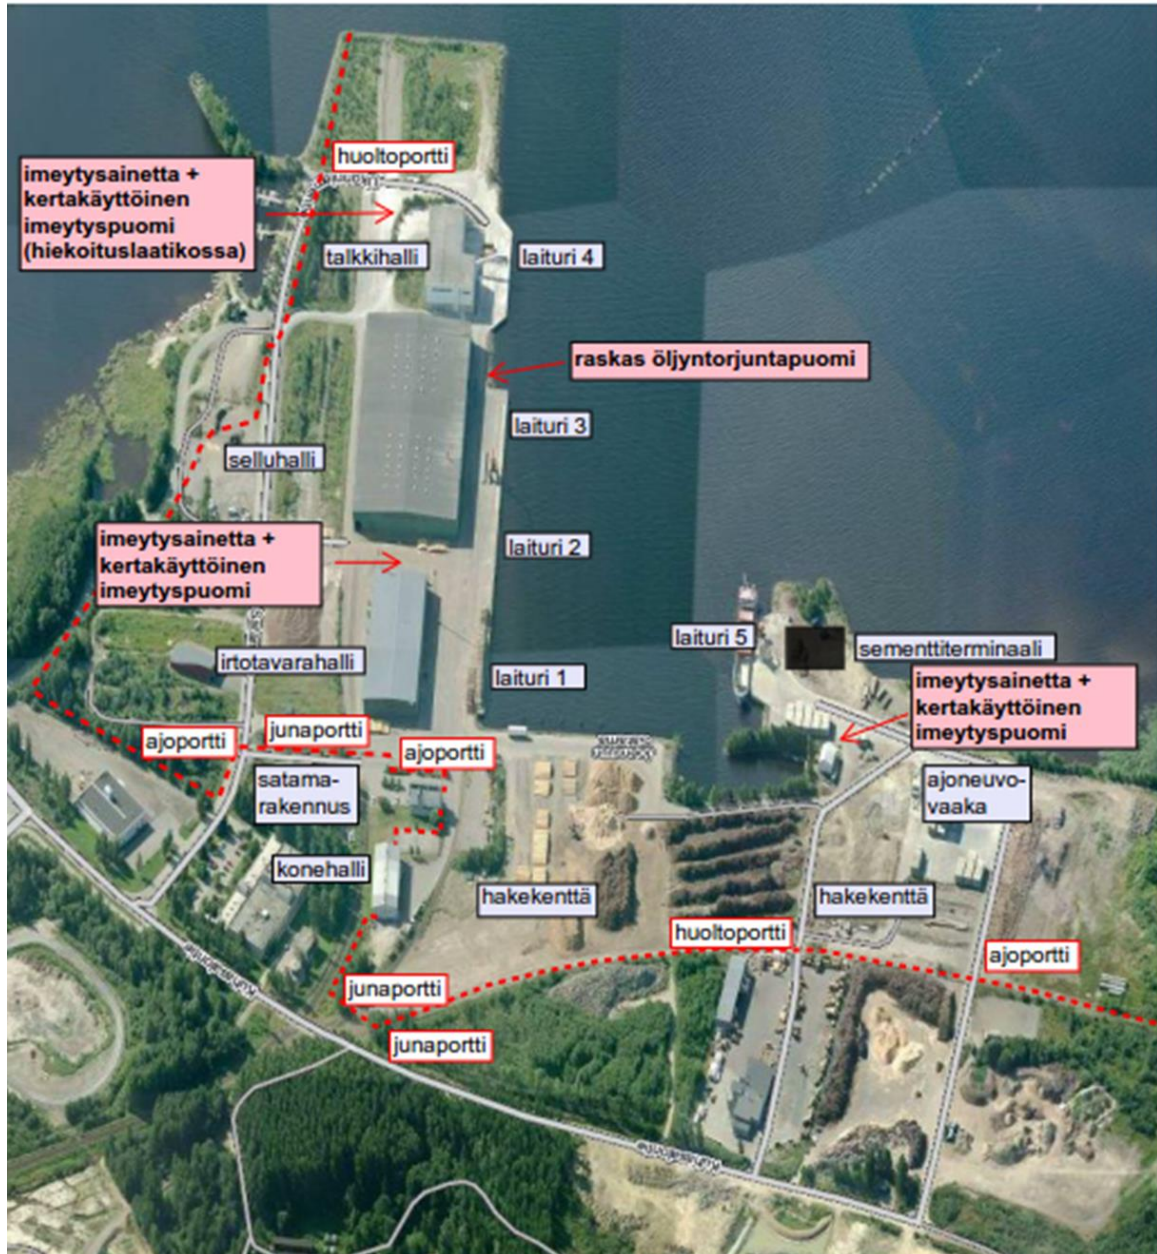 huoltoportti
imeytysainetta +
kertakäyttöinen
imeytyspuomi
(hiekoituslaatikossa)
talkkihalli
laituri 4
raskas öljyntorjuntapuomi
laituri 3
selluhalli
imeytysainetta +
kertakäyttöinen
imeytyspuomi
laituri 2
laituri 5
sementtiterminaali
irtotavarahalli
laituri 1
imeytysainetta +
kertakäyttöinen
imeytyspuomi
junaportti
ajoportti
ajoportti
satama-
rakennus
ajoneuvo-
vaaka
konehalli
hakekenttä
hakekenttä
huoltoportti
ajoportti
junaportti
junaportti